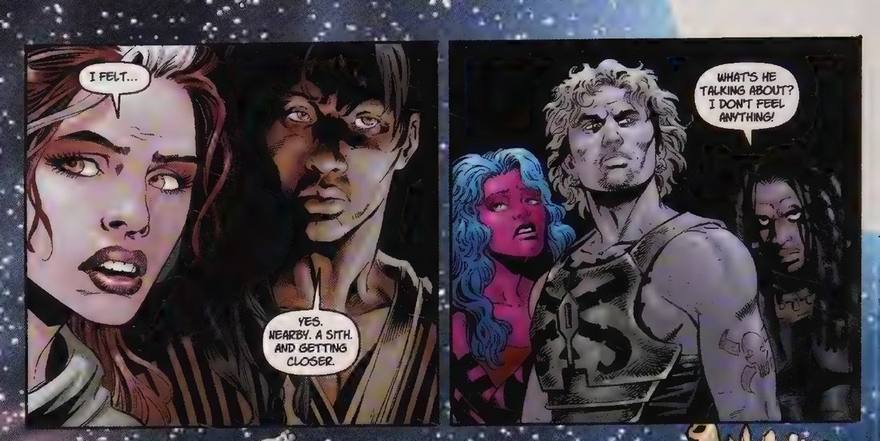 I FELT...
YES.
NEARBY. A SITH.
AND GETTING
CLOSER.
WHAT'S HE
TALKING ABOUT?
I DON'T FEEL
ANYTHING!